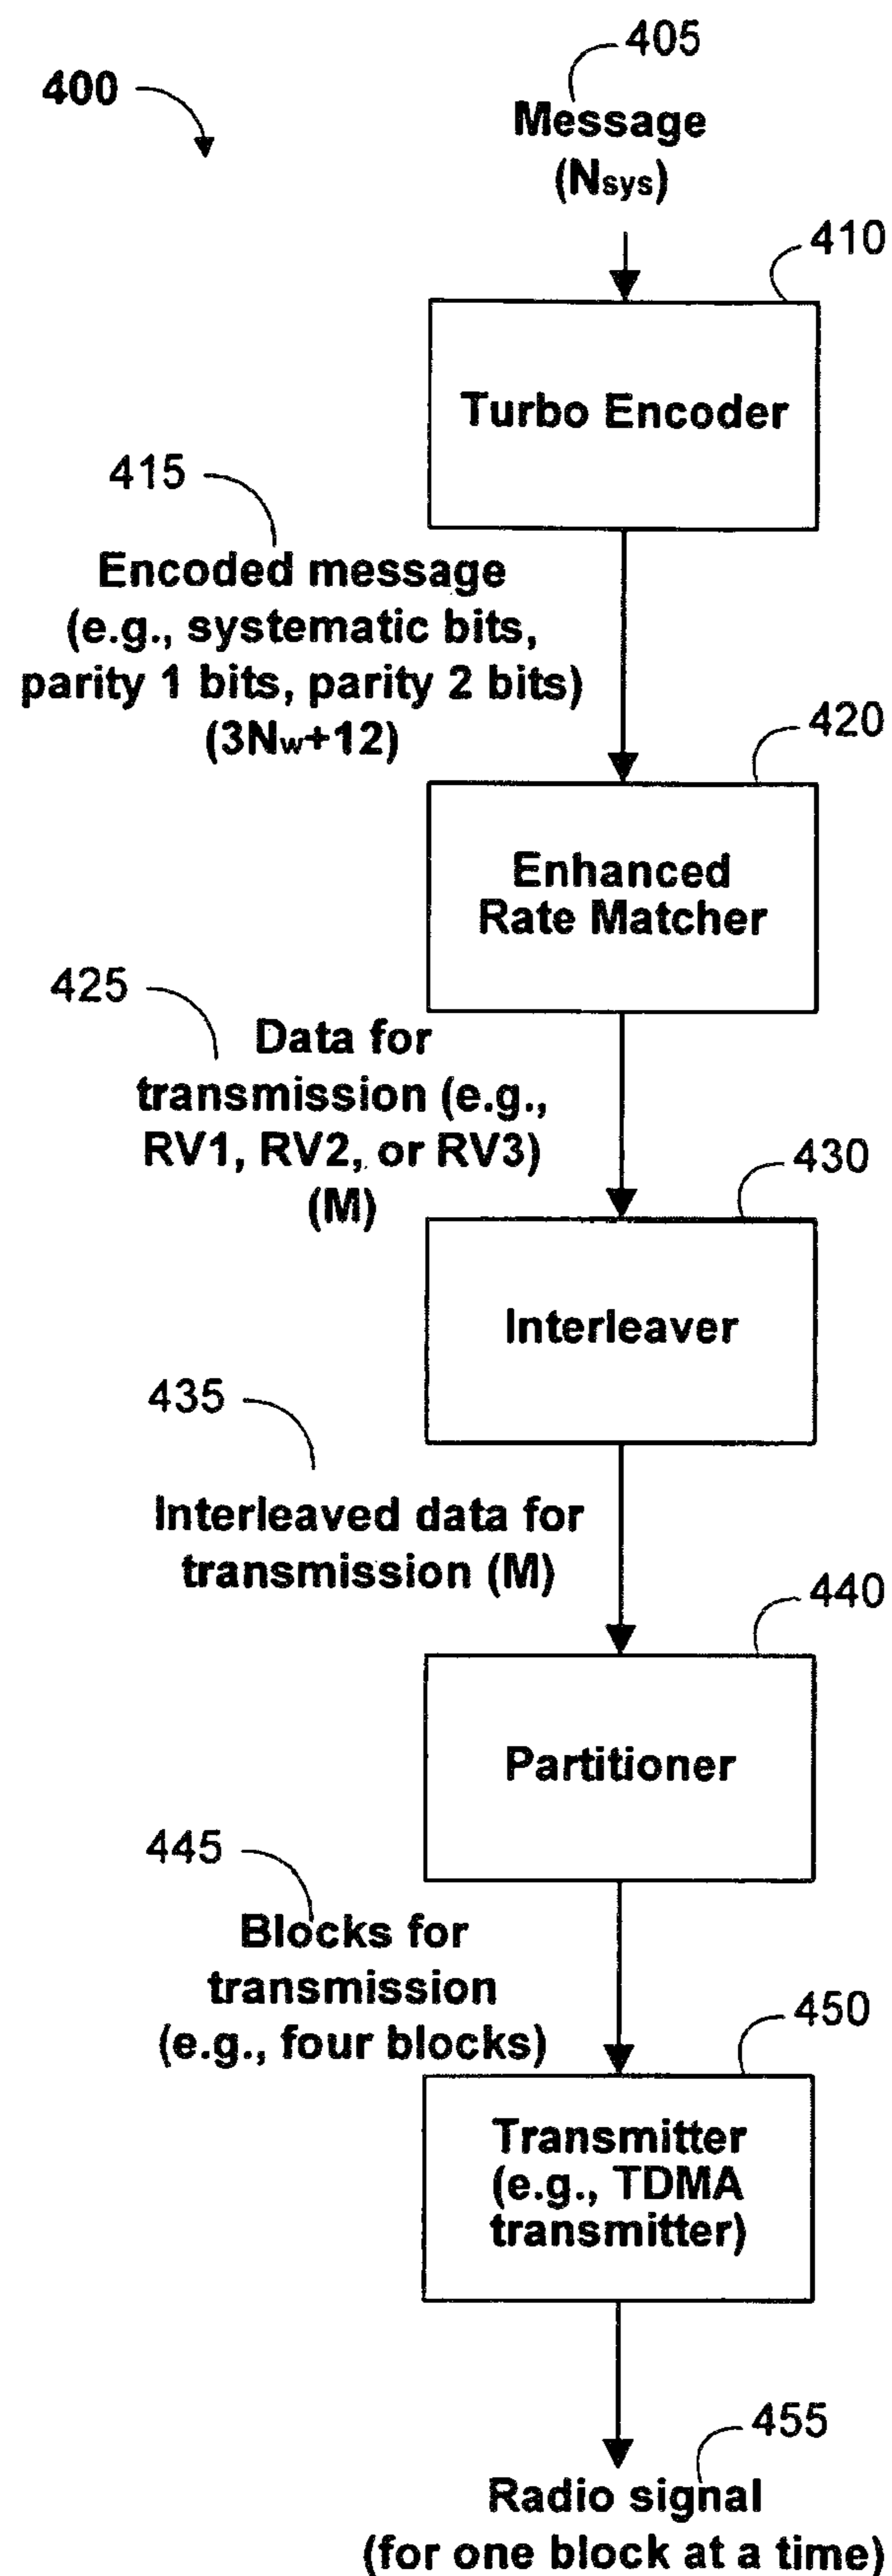 405
400
Message
(Nsys)
410
Turbo Encoder
415
Encoded message
(e.g., systematic bits,
parity 1 bits, parity 2 bits)
(3Nw+12)
420
Enhanced
Rate Matcher
425
Data for
transmission (e.g.,
RV1, RV2, or RV3)
(M)
430
Interleaver
435
Interleaved data for
transmission (M)
440
Partitioner
445
Blocks for
transmission
(e.g., four blocks)
450
Transmitter
(e.g., TDMA
transmitter)
455
Radio signal
(for one block at a time)